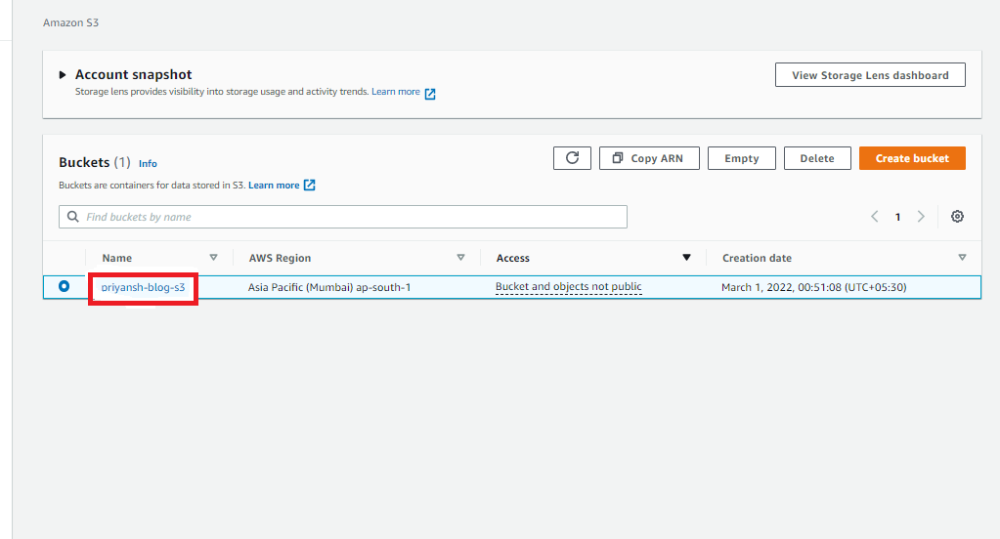 Amazon S3
Account snapshot
View Storage Lens dashboard
Storage lens provides visibility into storage usage and activity trends. Learn more
Buckets (1) Info
Copy ARN Empty Delete Create bucket
Buckets are containers for data stored in S3. Learn more
Find buckets by name
1
Name AWS Region Access Creation date
priyansh-blog-s3 Asia Pacific (Mumbai) ap-south-1 Bucket and objects not public March 1, 2022, 00:51:08 (UTC+05:30)